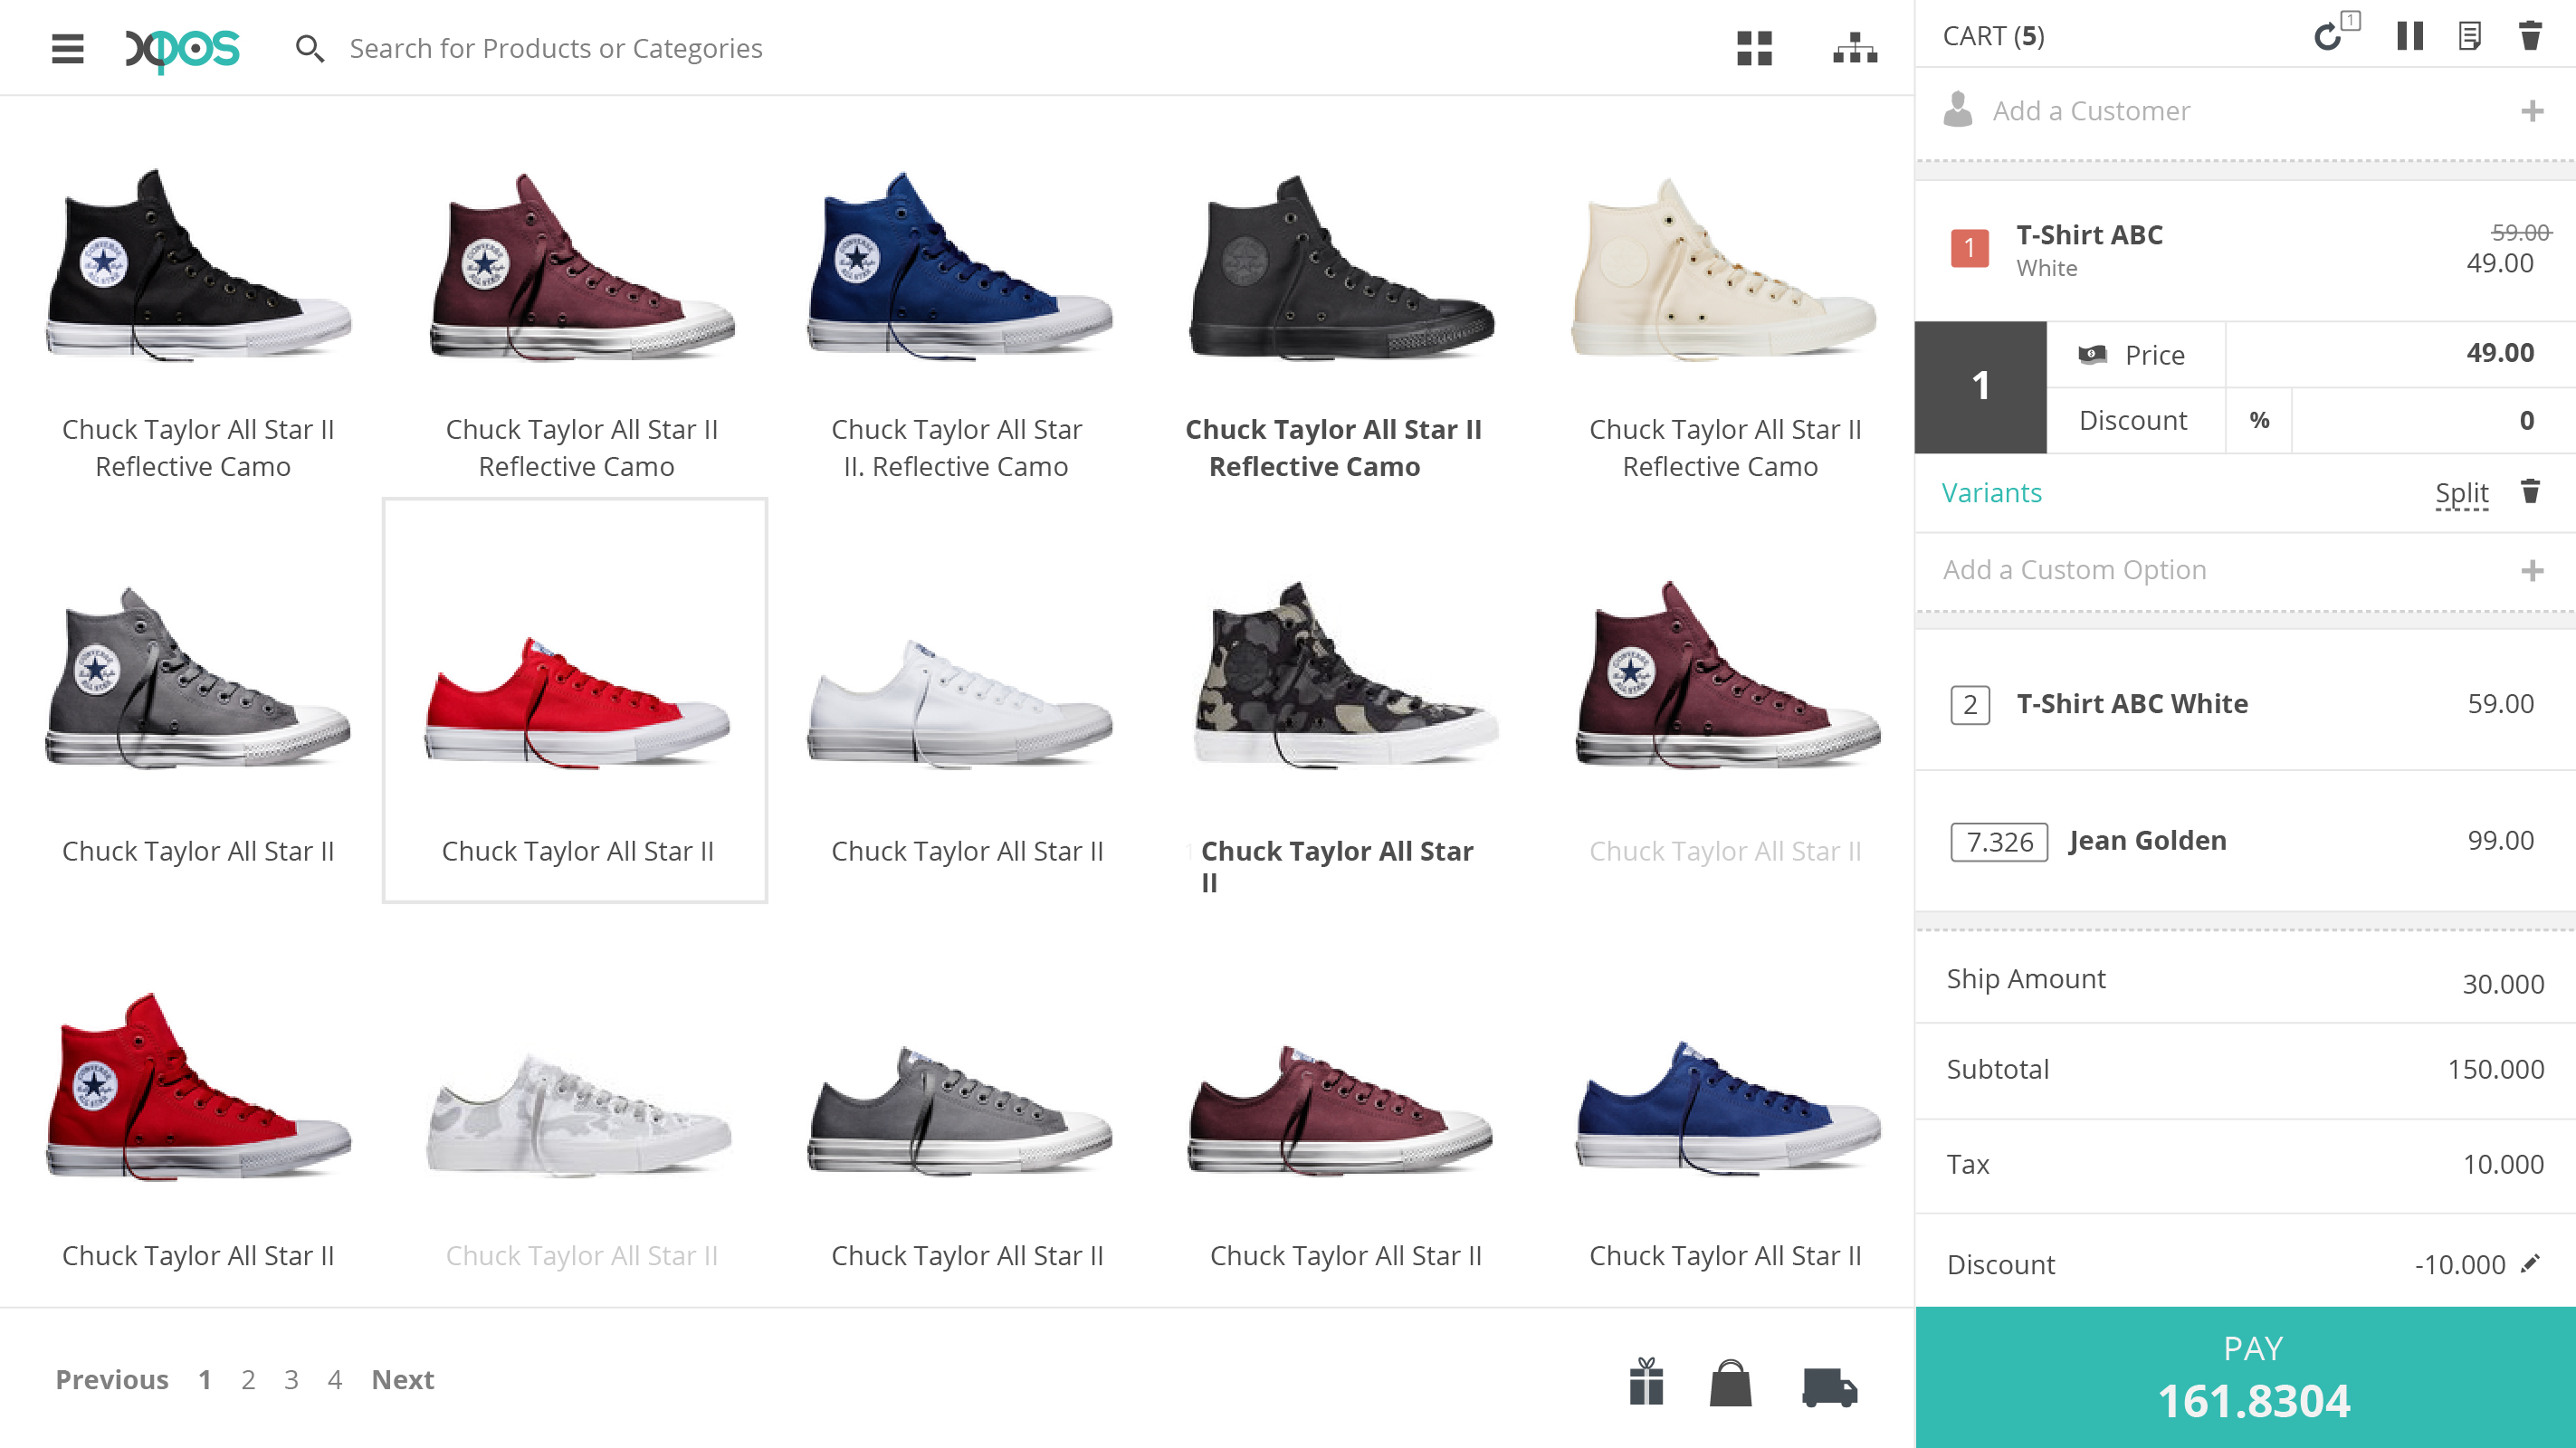 xpos
Search for Products or Categories
Chuck Taylor All Star II
Reflective Camo
Chuck Taylor All Star II
Reflective Camo
Chuck Taylor All Star
II. Reflective Camo
Chuck Taylor All Star II
Reflective Camo
Chuck Taylor All Star II
Reflective Camo
Chuck Taylor All Star II
Chuck Taylor All Star II
Chuck Taylor All Star II
Chuck Taylor All Star
II
Chuck Taylor All Star II
Chuck Taylor All Star II
Chuck Taylor All Star II
Chuck Taylor All Star II
Chuck Taylor All Star II
Chuck Taylor All Star II
Previous 1 2 3 4 Next
CART (5)
1
Add a Customer +
1 T-Shirt ABC 59.00
White 49.00
1
Price 49.00
Discount % 0
Variants Split
Add a Custom Option +
2 T-Shirt ABC White 59.00
7.326 Jean Golden 99.00
Ship Amount 30.000
Subtotal 150.000
Tax 10.000
Discount -10.000
PAY
161.8304